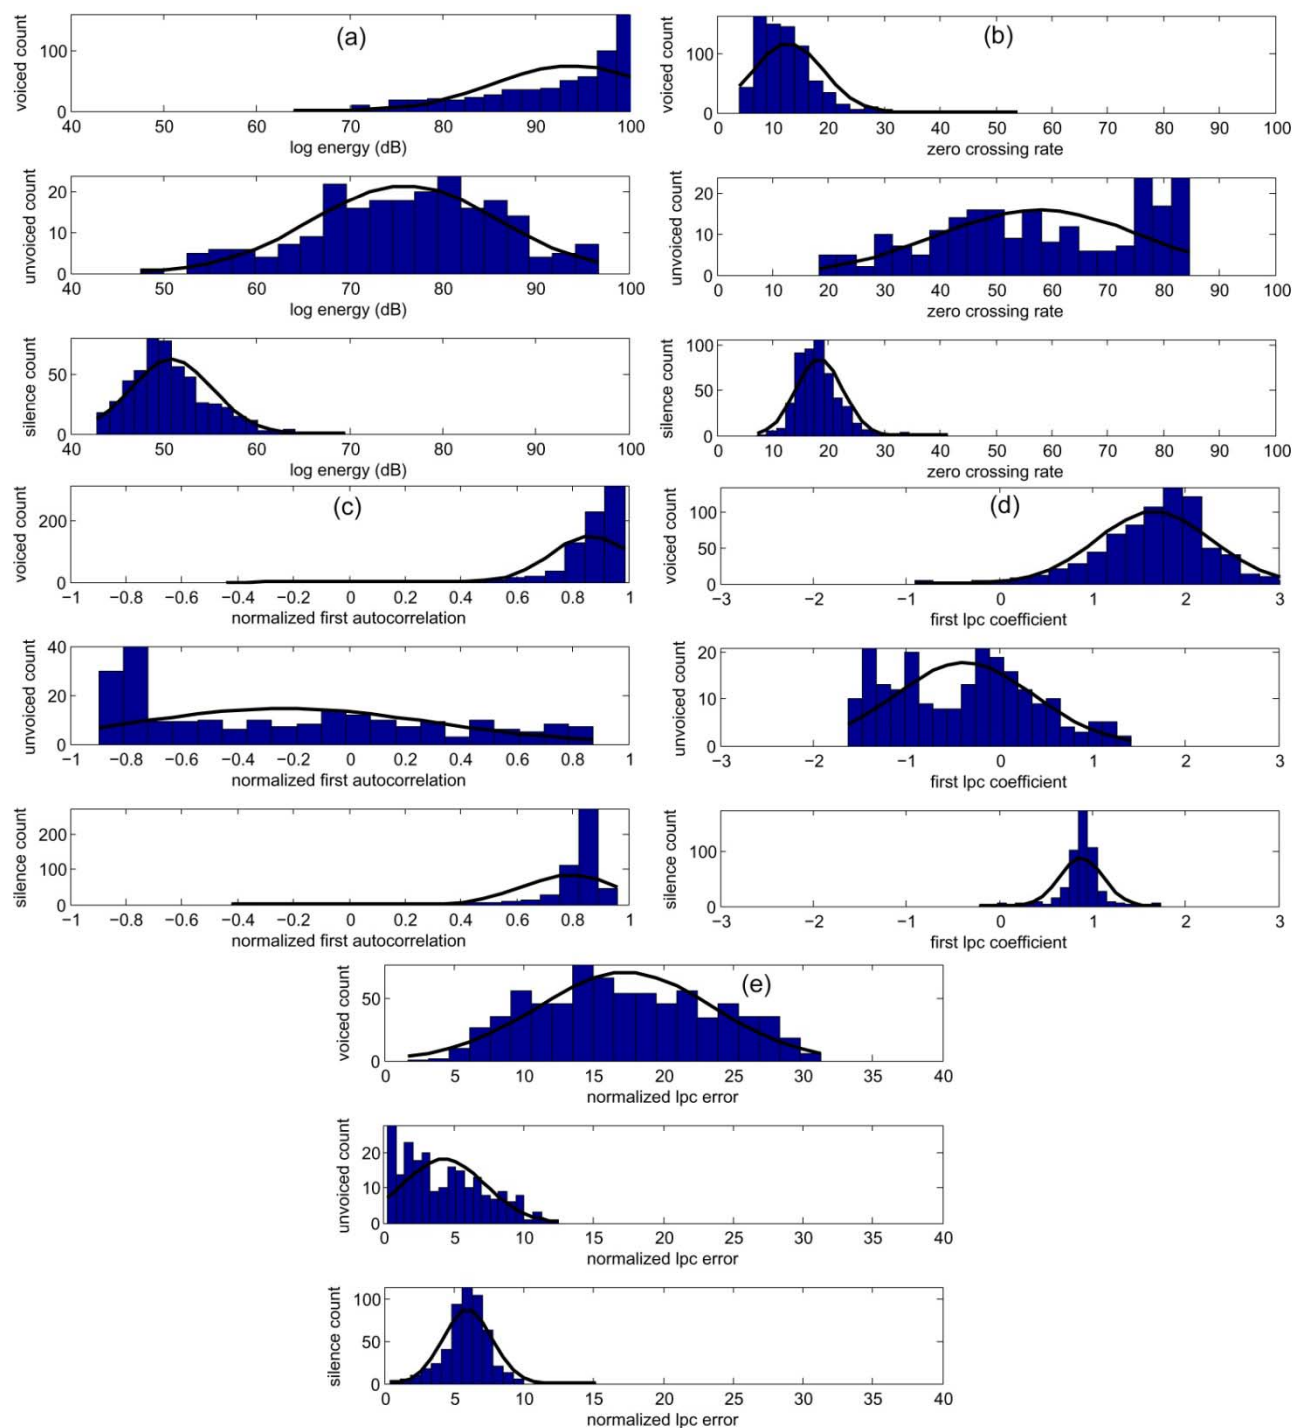 (a)
voiced count
100
0
40 50 60 70 80 90 100
log energy (dB)
unvoiced count
20
10
0
40 50 60 70 80 90 100
log energy (dB)
silence count
50
0
40 50 60 70 80 90 100
log energy (dB)
(b)
voiced count
100
50
0
0 10 20 30 40 50 60 70 80 90 100
zero crossing rate
unvoiced count
20
10
0
0 10 20 30 40 50 60 70 80 90 100
zero crossing rate
silence count
100
50
0
0 10 20 30 40 50 60 70 80 90 100
zero crossing rate
(c)
voiced count
200
0
−1 −0.8 −0.6 −0.4 −0.2 0 0.2 0.4 0.6 0.8 1
normalized first autocorrelation
unvoiced count
40
20
0
−1 −0.8 −0.6 −0.4 −0.2 0 0.2 0.4 0.6 0.8 1
normalized first autocorrelation
silence count
200
100
0
−1 −0.8 −0.6 −0.4 −0.2 0 0.2 0.4 0.6 0.8 1
normalized first autocorrelation
(d)
voiced count
100
50
0
−3 −2 −1 0 1 2 3
first lpc coefficient
unvoiced count
20
10
0
−3 −2 −1 0 1 2 3
first lpc coefficient
silence count
100
0
−3 −2 −1 0 1 2 3
first lpc coefficient
(e)
voiced count
50
0
0 5 10 15 20 25 30 35 40
normalized lpc error
unvoiced count
20
10
0
0 5 10 15 20 25 30 35 40
normalized lpc error
silence count
100
50
0
0 5 10 15 20 25 30 35 40
normalized lpc error